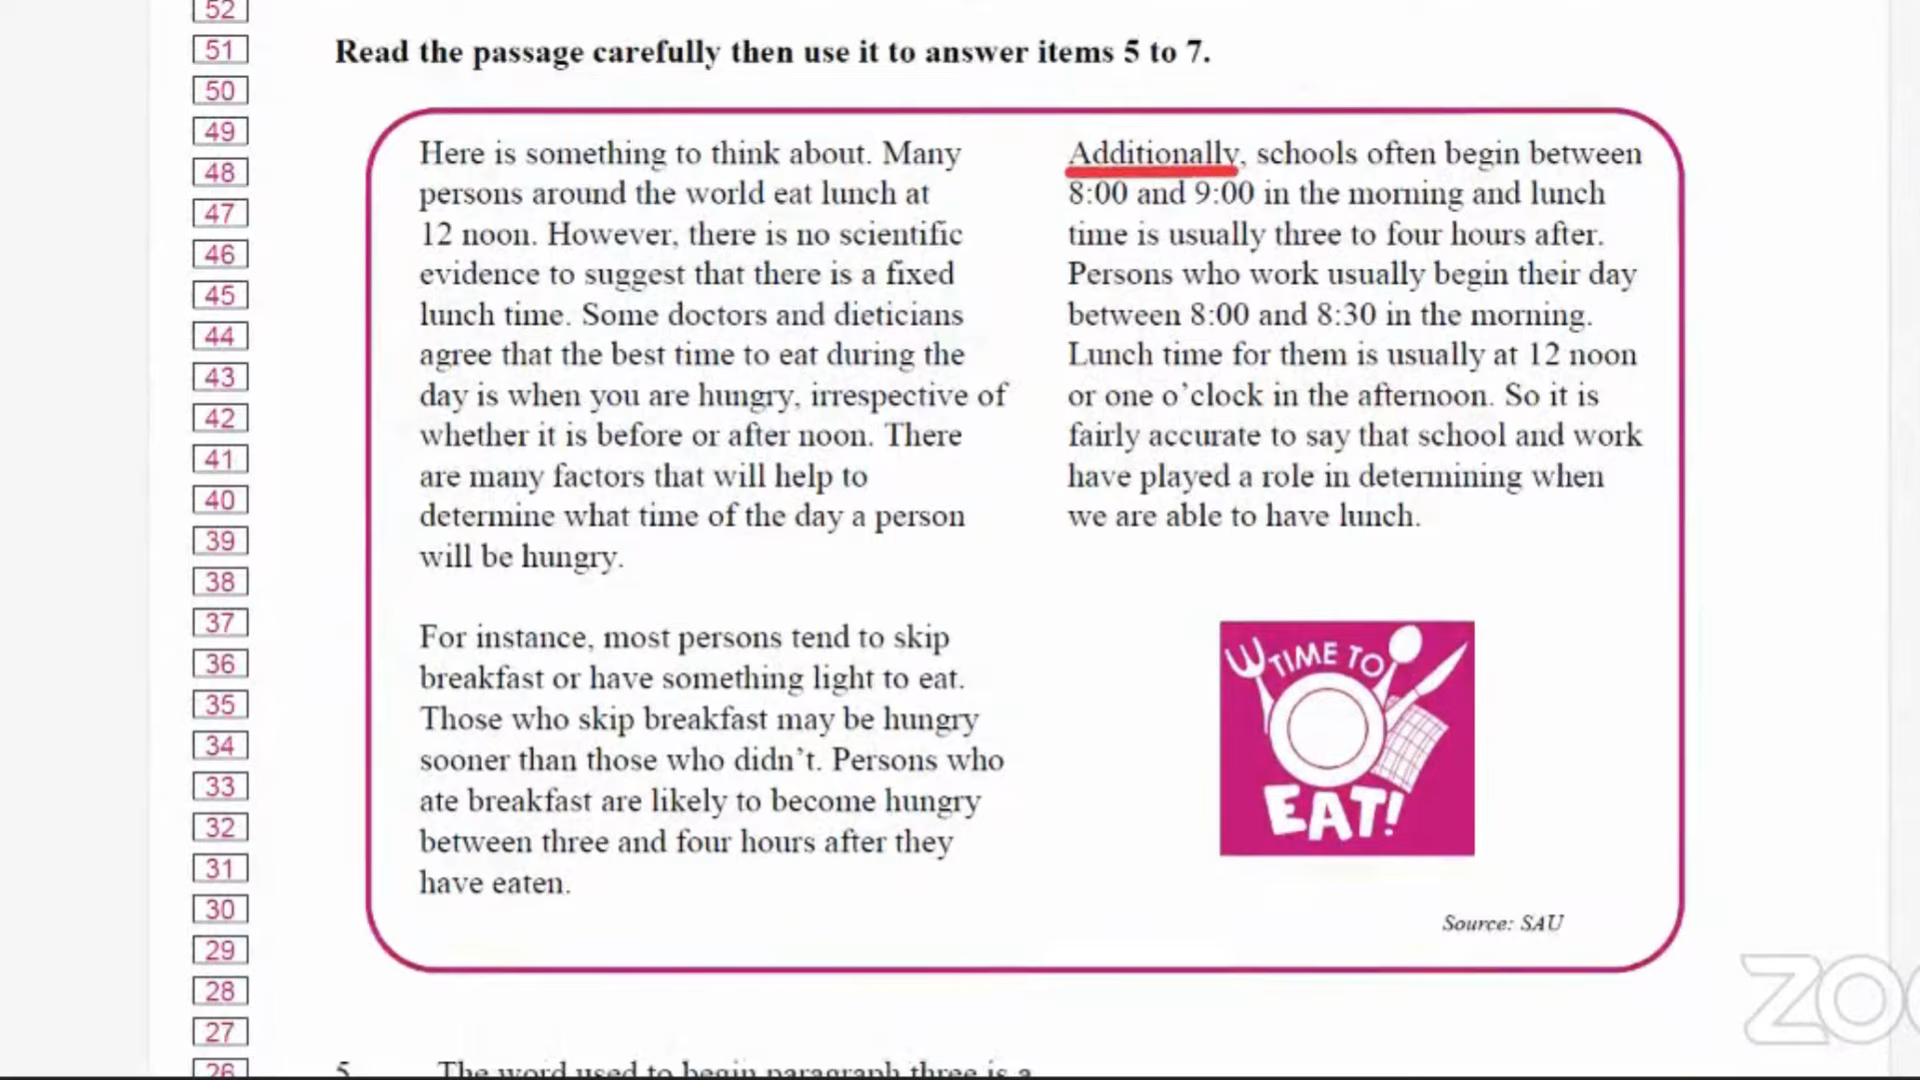 52
51
50
49
48
47
46
45
44
43
42
41
40
39
38
37
36
35
34
33
32
31
30
29
28
27
26
Read the passage carefully then use it to answer items 5 to 7.
Here is something to think about. Many
persons around the world eat lunch at
12 noon. However, there is no scientific
evidence to suggest that there is a fixed
lunch time. Some doctors and dieticians
agree that the best time to eat during the
day is when you are hungry, irrespective of
whether it is before or after noon. There
are many factors that will help to
determine what time of the day a person
will be hungry.
For instance, most persons tend to skip
breakfast or have something light to eat.
Those who skip breakfast may be hungry
sooner than those who didn't. Persons who
ate breakfast are likely to become hungry
between three and four hours after they
have eaten.
Additionally, schools often begin between
8:00 and 9:00 in the morning and lunch
time is usually three to four hours after.
Persons who work usually begin their day
between 8:00 and 8:30 in the morning.
Lunch time for them is usually at 12 noon
or one o'clock in the afternoon. So it is
fairly accurate to say that school and work
have played a role in determining when
we are able to have lunch.
TIME TO
EAT!
Source: SAU
5. The word used to begin paragraph three is a